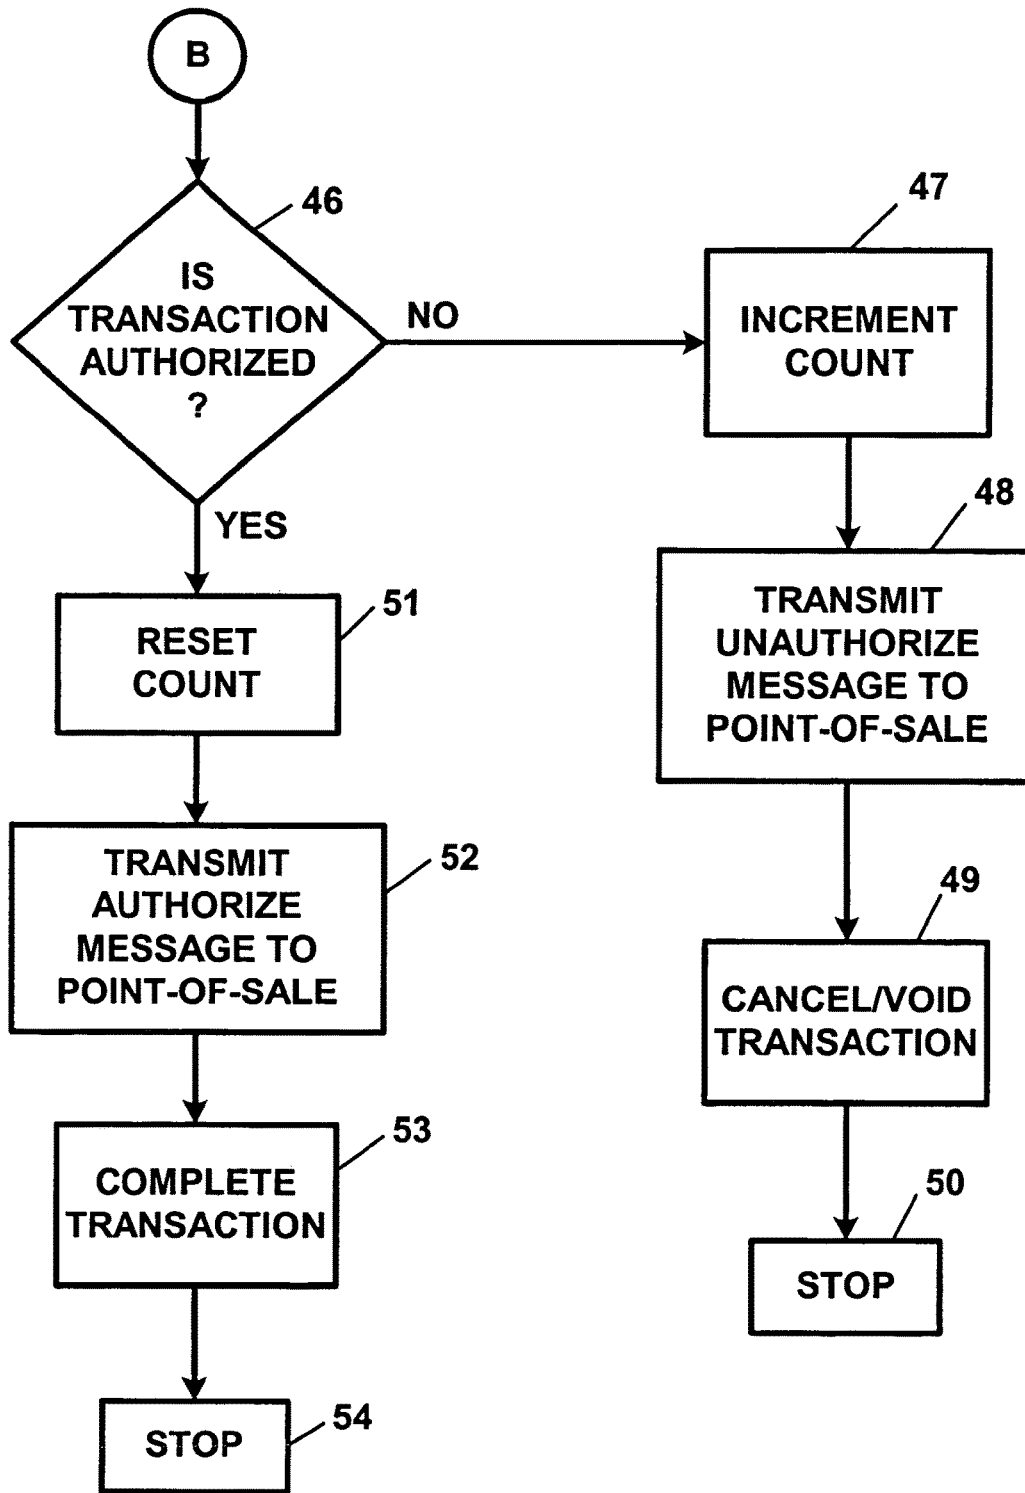 B
46
IS
TRANSACTION
AUTHORIZED
?
NO
YES
47
INCREMENT
COUNT
48
TRANSMIT
UNAUTHORIZE
MESSAGE TO
POINT-OF-SALE
49
CANCEL/VOID
TRANSACTION
50
STOP
51
RESET
COUNT
52
TRANSMIT
AUTHORIZE
MESSAGE TO
POINT-OF-SALE
53
COMPLETE
TRANSACTION
54
STOP